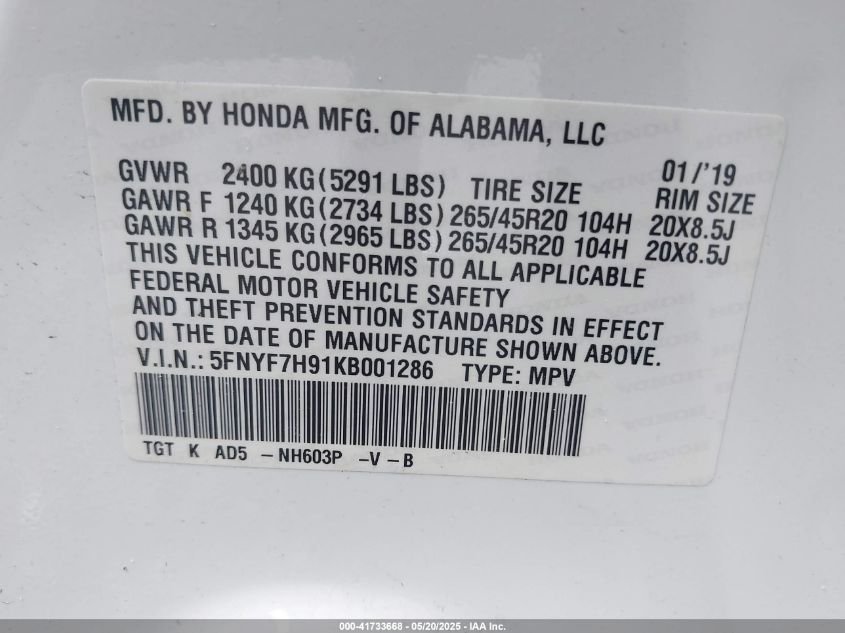 MFD. BY HONDA MFG. OF ALABAMA, LLC
01/'19
GVWR 2400 KG(5291 LBS) TIRE SIZE RIM SIZE
GAWR F 1240 KG(2734 LBS) 265/45R20 104H 20X8.5J
GAWR R 1345 KG(2965 LBS) 265/45R20 104H 20X8.5J
THIS VEHICLE CONFORMS TO ALL APPLICABLE
FEDERAL MOTOR VEHICLE SAFETY
AND THEFT PREVENTION STANDARDS IN EFFECT
ON THE DATE OF MANUFACTURE SHOWN ABOVE.
V.I.N.: 5FNYF7H91KB001286 TYPE: MPV
TGT K AD5 -NH603P -V-B
000-41733668 - 05/20/2025 - IAA Inc.